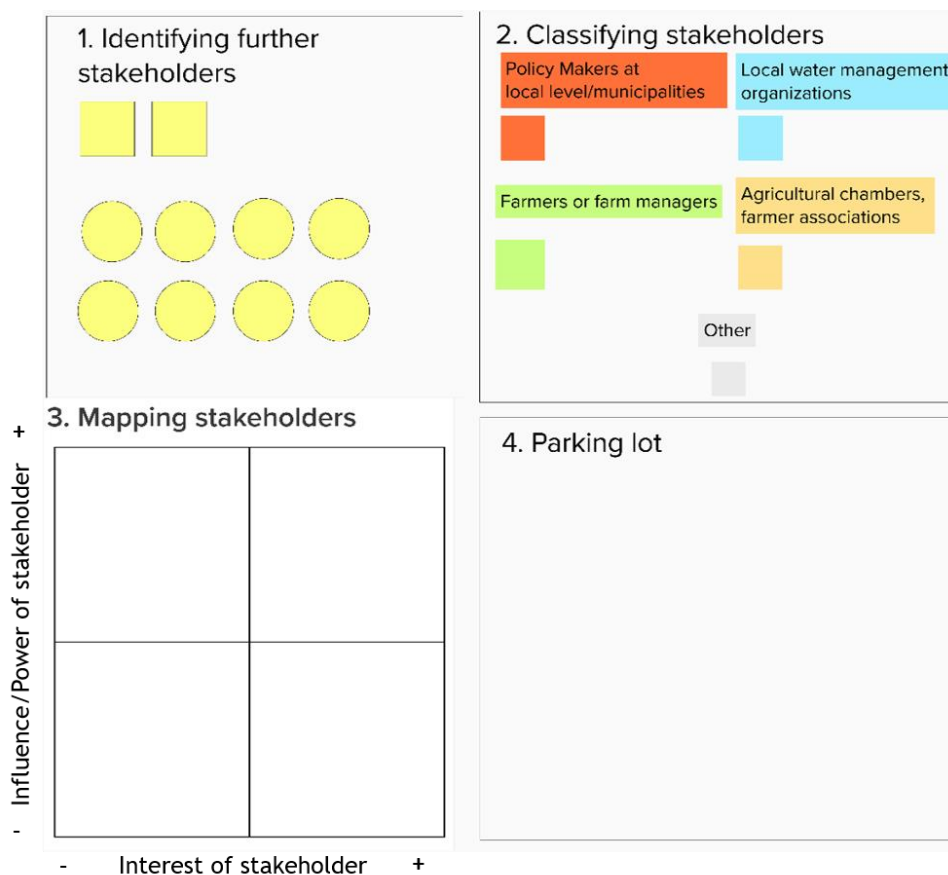 1. Identifying further
stakeholders
2. Classifying stakeholders
Policy Makers at
local level/municipalities
Local water management
organizations
Farmers or farm managers
Agricultural chambers,
farmer associations
Other
3. Mapping stakeholders
+
Influence/Power of stakeholder
-
- Interest of stakeholder +
4. Parking lot